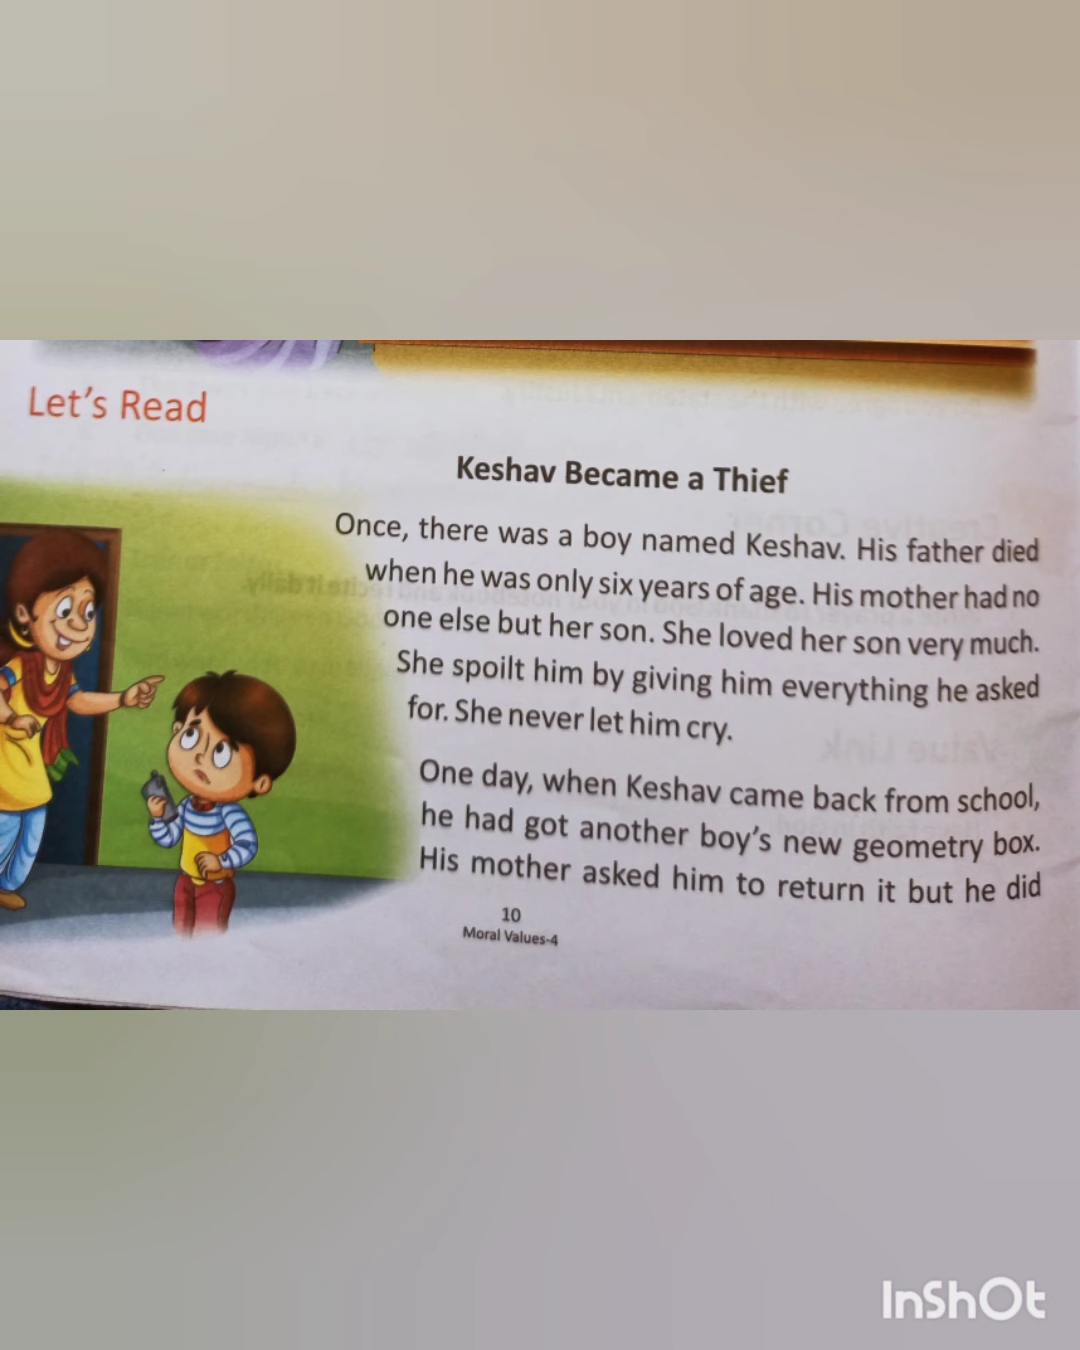 Let's Read
Keshav Became a Thief
Once, there was a boy named Keshav. His father died
when he was only six years of age. His mother had no
one else but her son. She loved her son very much.
She spoilt him by giving him everything he asked
for. She never let him cry.
One day, when Keshav came back from school,
he had got another boy's new geometry box.
His mother asked him to return it but he did
10
Moral Values-4
InShOt